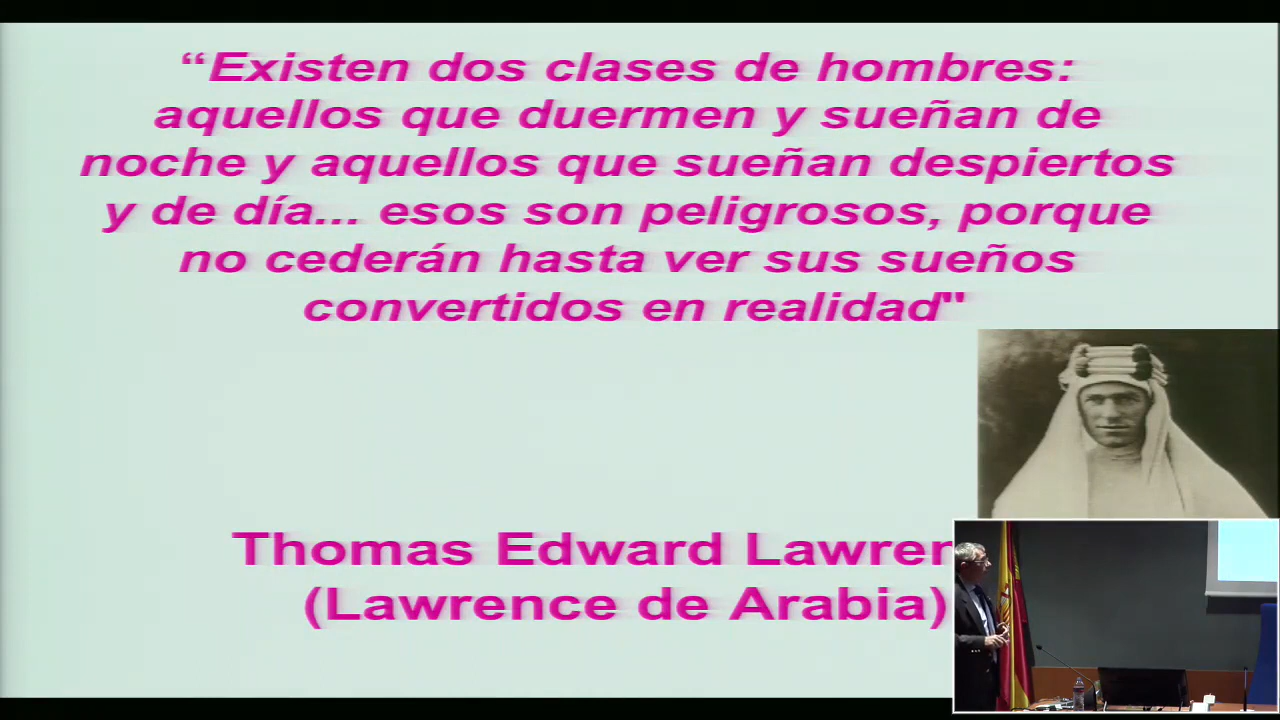 “Existen dos clases de hombres:
aquellos que duermen y sueñan de
noche y aquellos que sueñan despiertos
y de día... esos son peligrosos, porque
no cederán hasta ver sus sueños
convertidos en realidad"
Thomas Edward Lawren
(Lawrence de Arabia)